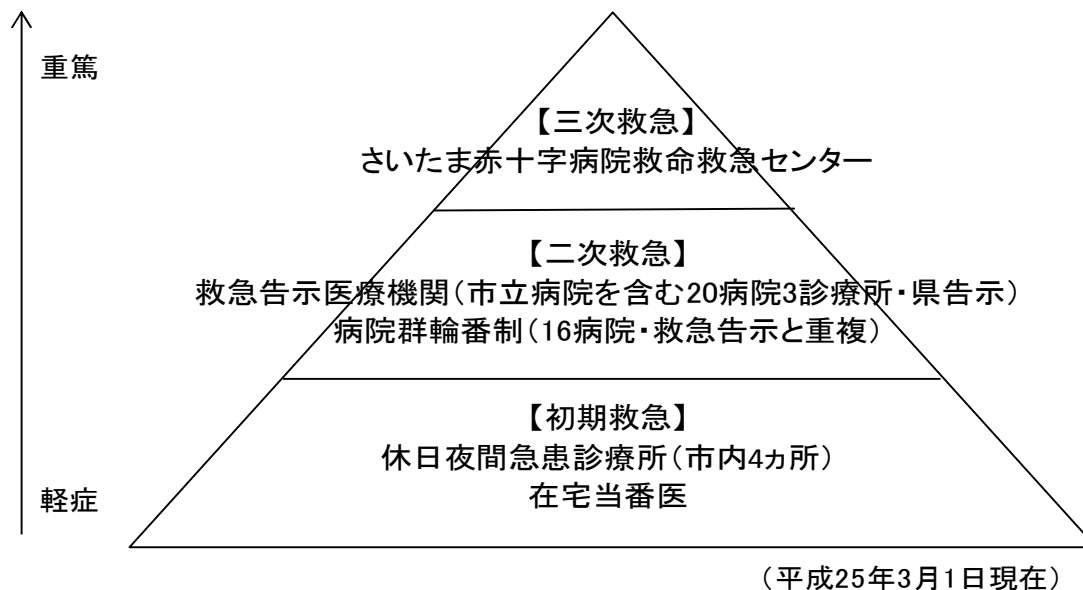 重篤
【三次救急】
さいたま赤十字病院救命救急センター
【二次救急】
救急告示医療機関（市立病院を含む20病院3診療所・県告示）
病院群輪番制（16病院・救急告示と重複）
【初期救急】
休日夜間急患診療所（市内4ヵ所）
在宅当番医
軽症
（平成25年3月1日現在）